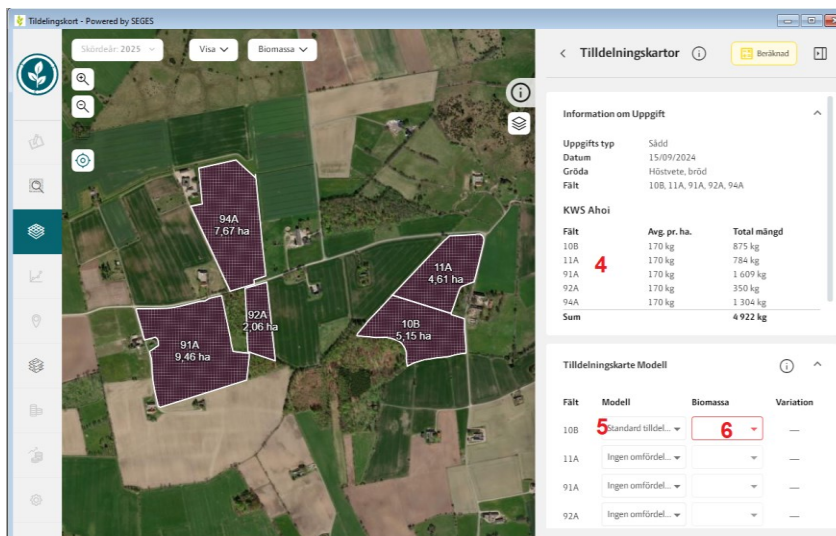 Tildelingskort - Powered by SEGES
Skördeår: 2025
Visa
Biomassa
94A
7,67 ha
11A
4,61 ha
92A
2,06 ha
10B
5,15 ha
91A
9,46 ha
Tilldelningskartor
Beräknad
Information om Uppgift
Uppgifts typ Sådd
Datum 15/09/2024
Gröda Höstvete, bröd
Fält 10B, 11A, 91A, 92A, 94A
KWS Ahoi
Fält Avg. pr. ha. Total mängd
10B 170 kg 875 kg
11A 170 kg 784 kg
4
91A 170 kg 1 609 kg
92A 170 kg 350 kg
94A 170 kg 1 304 kg
Sum 4 922 kg
Tilldelningskarte Modell
Fält Modell Biomassa Variation
10B 5 Standard tilldel... 6 —
11A Ingen omfördel... —
91A Ingen omfördel... —
92A Ingen omfördel... —